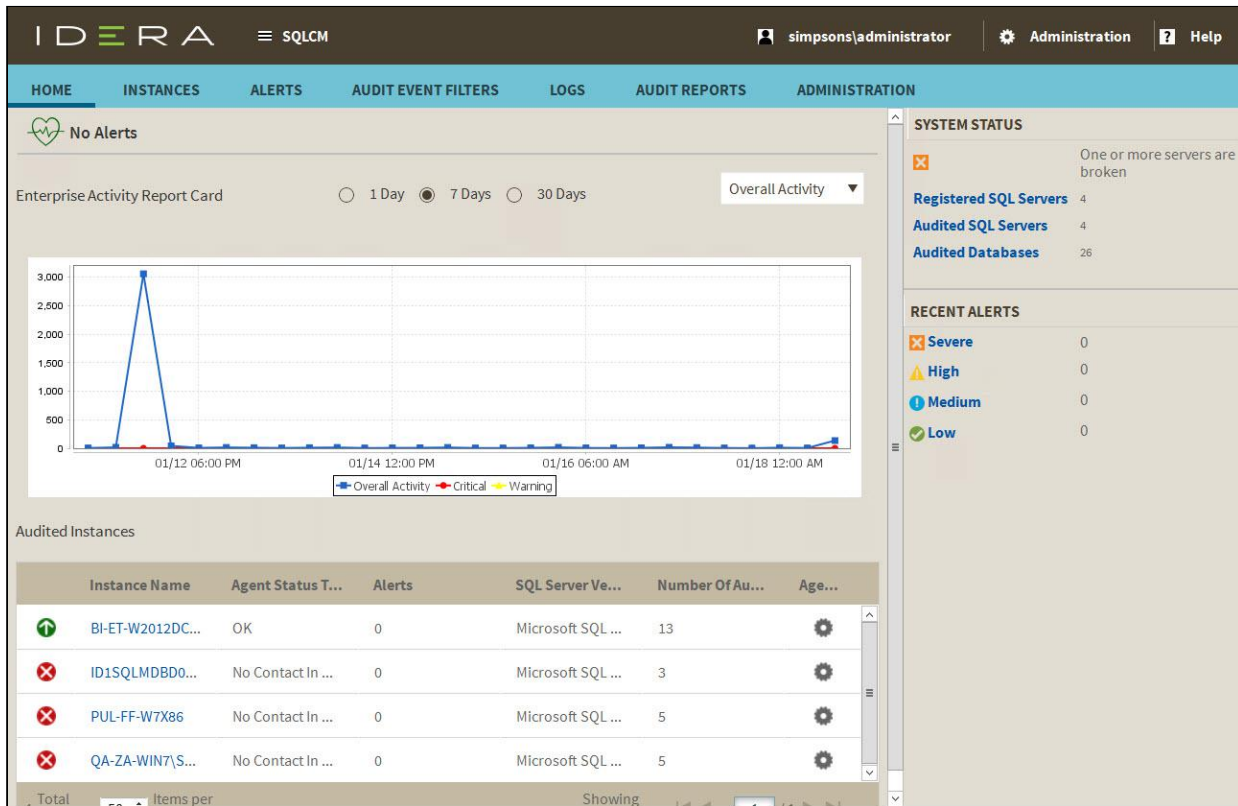 IDERA
SQLCM
simpsons\administrator
Administration
? Help
HOME INSTANCES ALERTS AUDIT EVENT FILTERS LOGS AUDIT REPORTS ADMINISTRATION
No Alerts
Enterprise Activity Report Card
1 Day 7 Days 30 Days
Overall Activity
3,000
2,500
2,000
1,500
1,000
500
0
01/12 06:00 PM 01/14 12:00 PM 01/16 06:00 AM 01/18 12:00 AM
Overall Activity Critical Warning
Audited Instances
Instance Name Agent Status T... Alerts SQL Server Ve... Number Of Au... Age...
BI-ET-W2012DC... OK 0 Microsoft SQL ... 13
ID1SQLMDBD0... No Contact In ... 0 Microsoft SQL ... 3
PUL-FF-W7X86 No Contact In ... 0 Microsoft SQL ... 5
QA-ZA-WIN7\S... No Contact In ... 0 Microsoft SQL ... 5
Total Items per Showing
SYSTEM STATUS
One or more servers are
broken
Registered SQL Servers 4
Audited SQL Servers 4
Audited Databases 26
RECENT ALERTS
Severe 0
High 0
Medium 0
Low 0